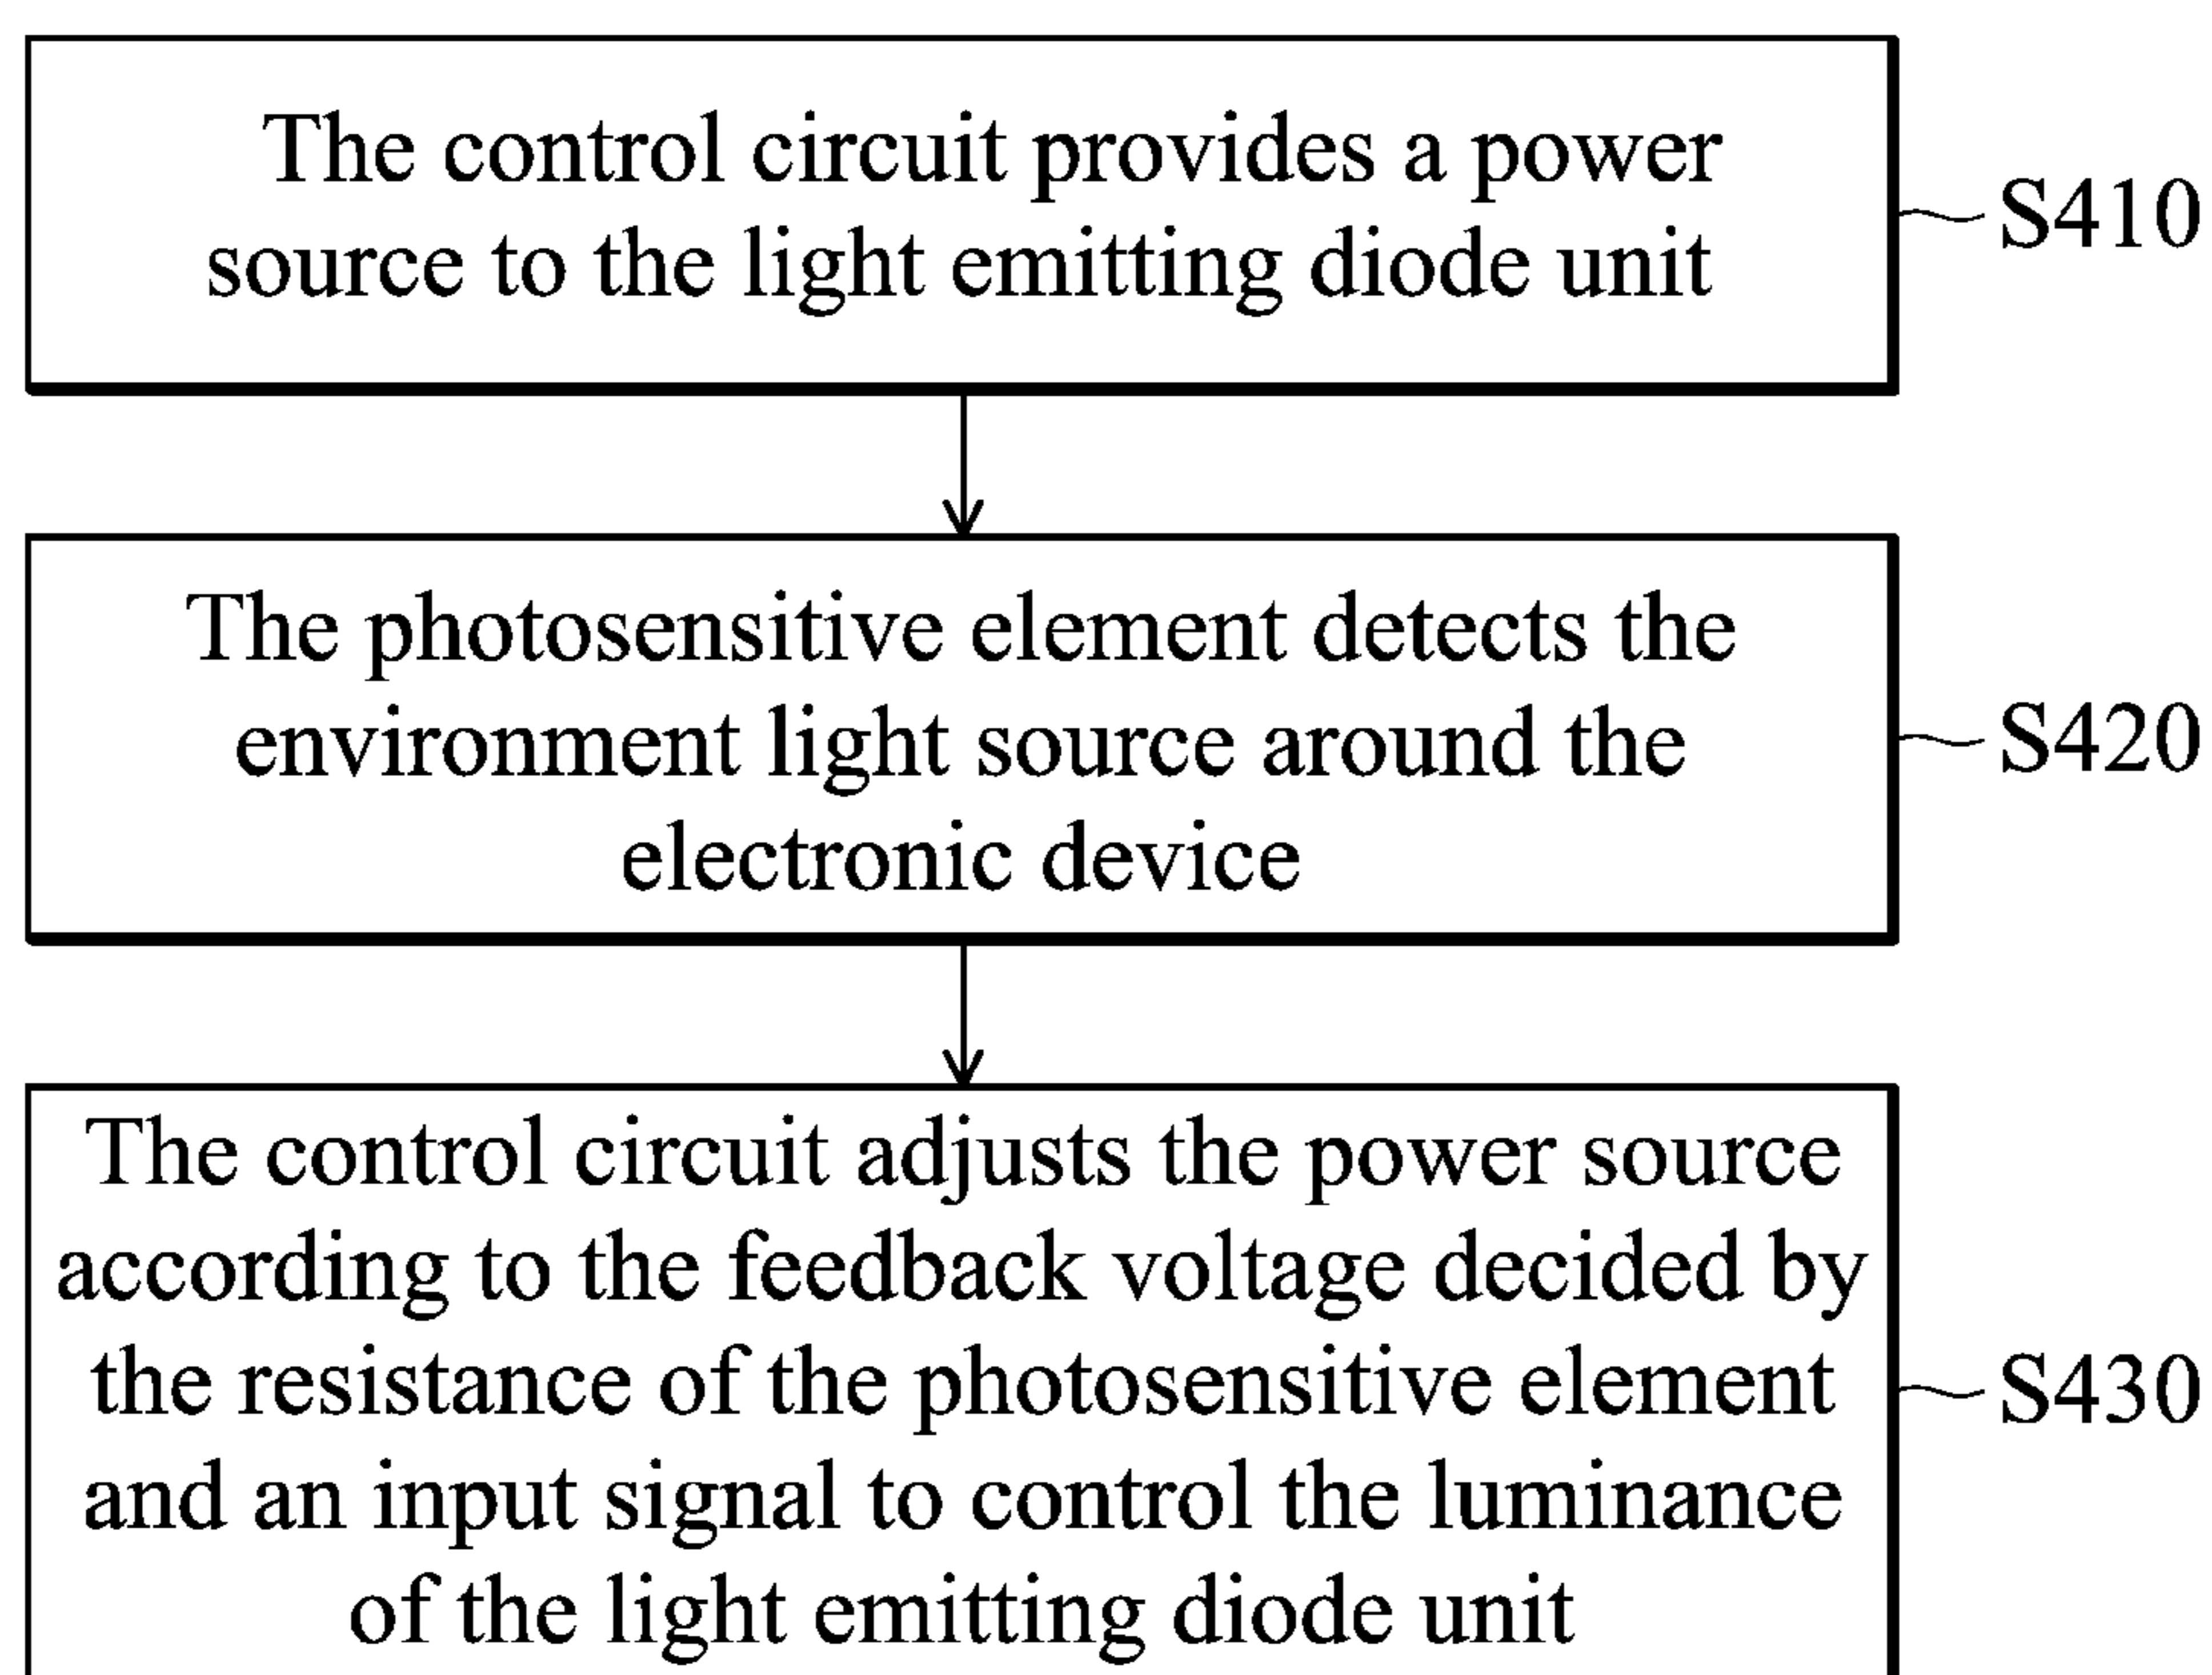 The control circuit provides a power
source to the light emitting diode unit
S410
The photosensitive element detects the
environment light source around the
electronic device
S420
The control circuit adjusts the power source
according to the feedback voltage decided by
the resistance of the photosensitive element
and an input signal to control the luminance
of the light emitting diode unit
S430